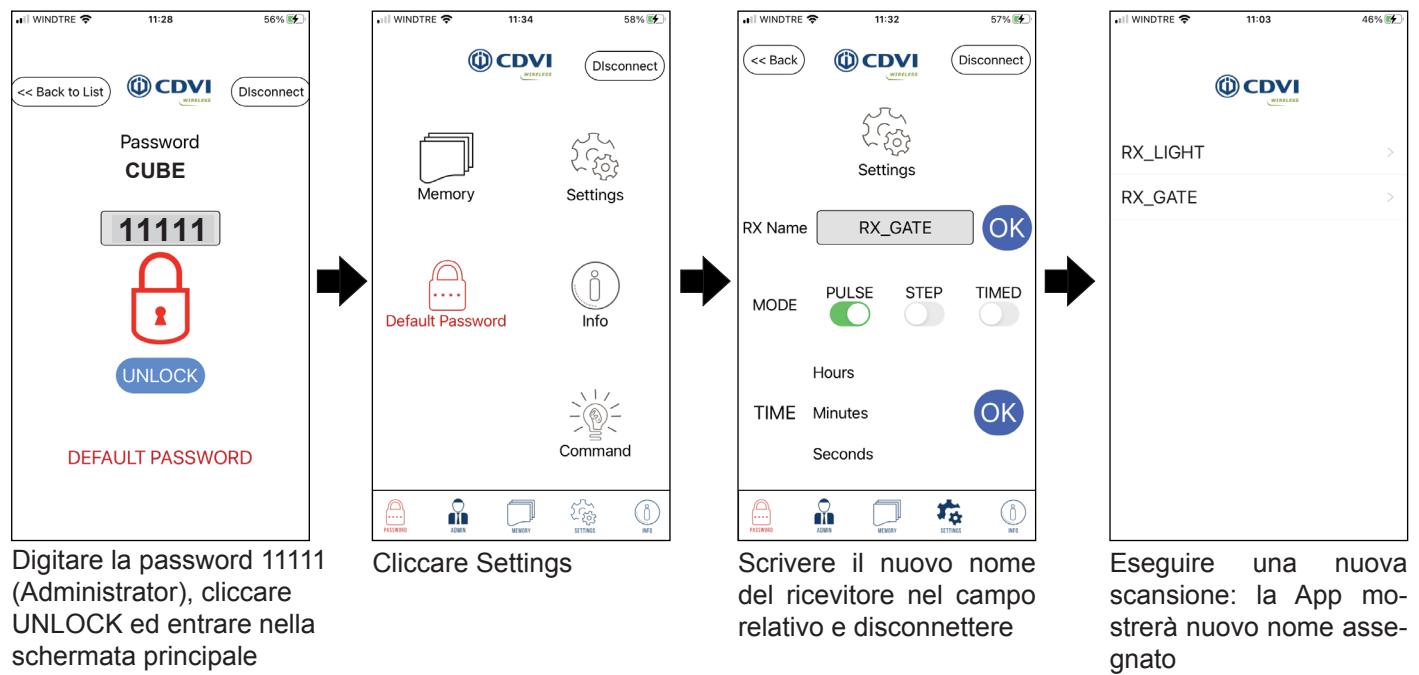 WINDTRE 11:28 56%
<< Back to List CDVI DIsconnect
WIRELESS
Password
CUBE
11111
UNLOCK
DEFAULT PASSWORD
Digitare la password 11111
(Administrator), cliccare
UNLOCK ed entrare nella
schermata principale
WINDTRE 11:34 58%
CDVI DIsconnect
WIRELESS
Memory Settings
Default Password Info
Command
PASSWORD ADMIN MEMORY SETTINGS INFO
Cliccare Settings
WINDTRE 11:32 57%
<< Back CDVI Disconnect
WIRELESS
Settings
RX Name RX_GATE OK
PULSE STEP TIMED
MODE
Hours
TIME Minutes OK
Seconds
PASSWORD ADMIN MEMORY SETTINGS INFO
Scrivere il nuovo nome
del ricevitore nel campo
relativo e disconnettere
WINDTRE 11:03 46%
CDVI
WIRELESS
RX_LIGHT >
RX_GATE >
Eseguire una nuova
scansione: la App mo-
strerà nuovo nome asse-
gnato